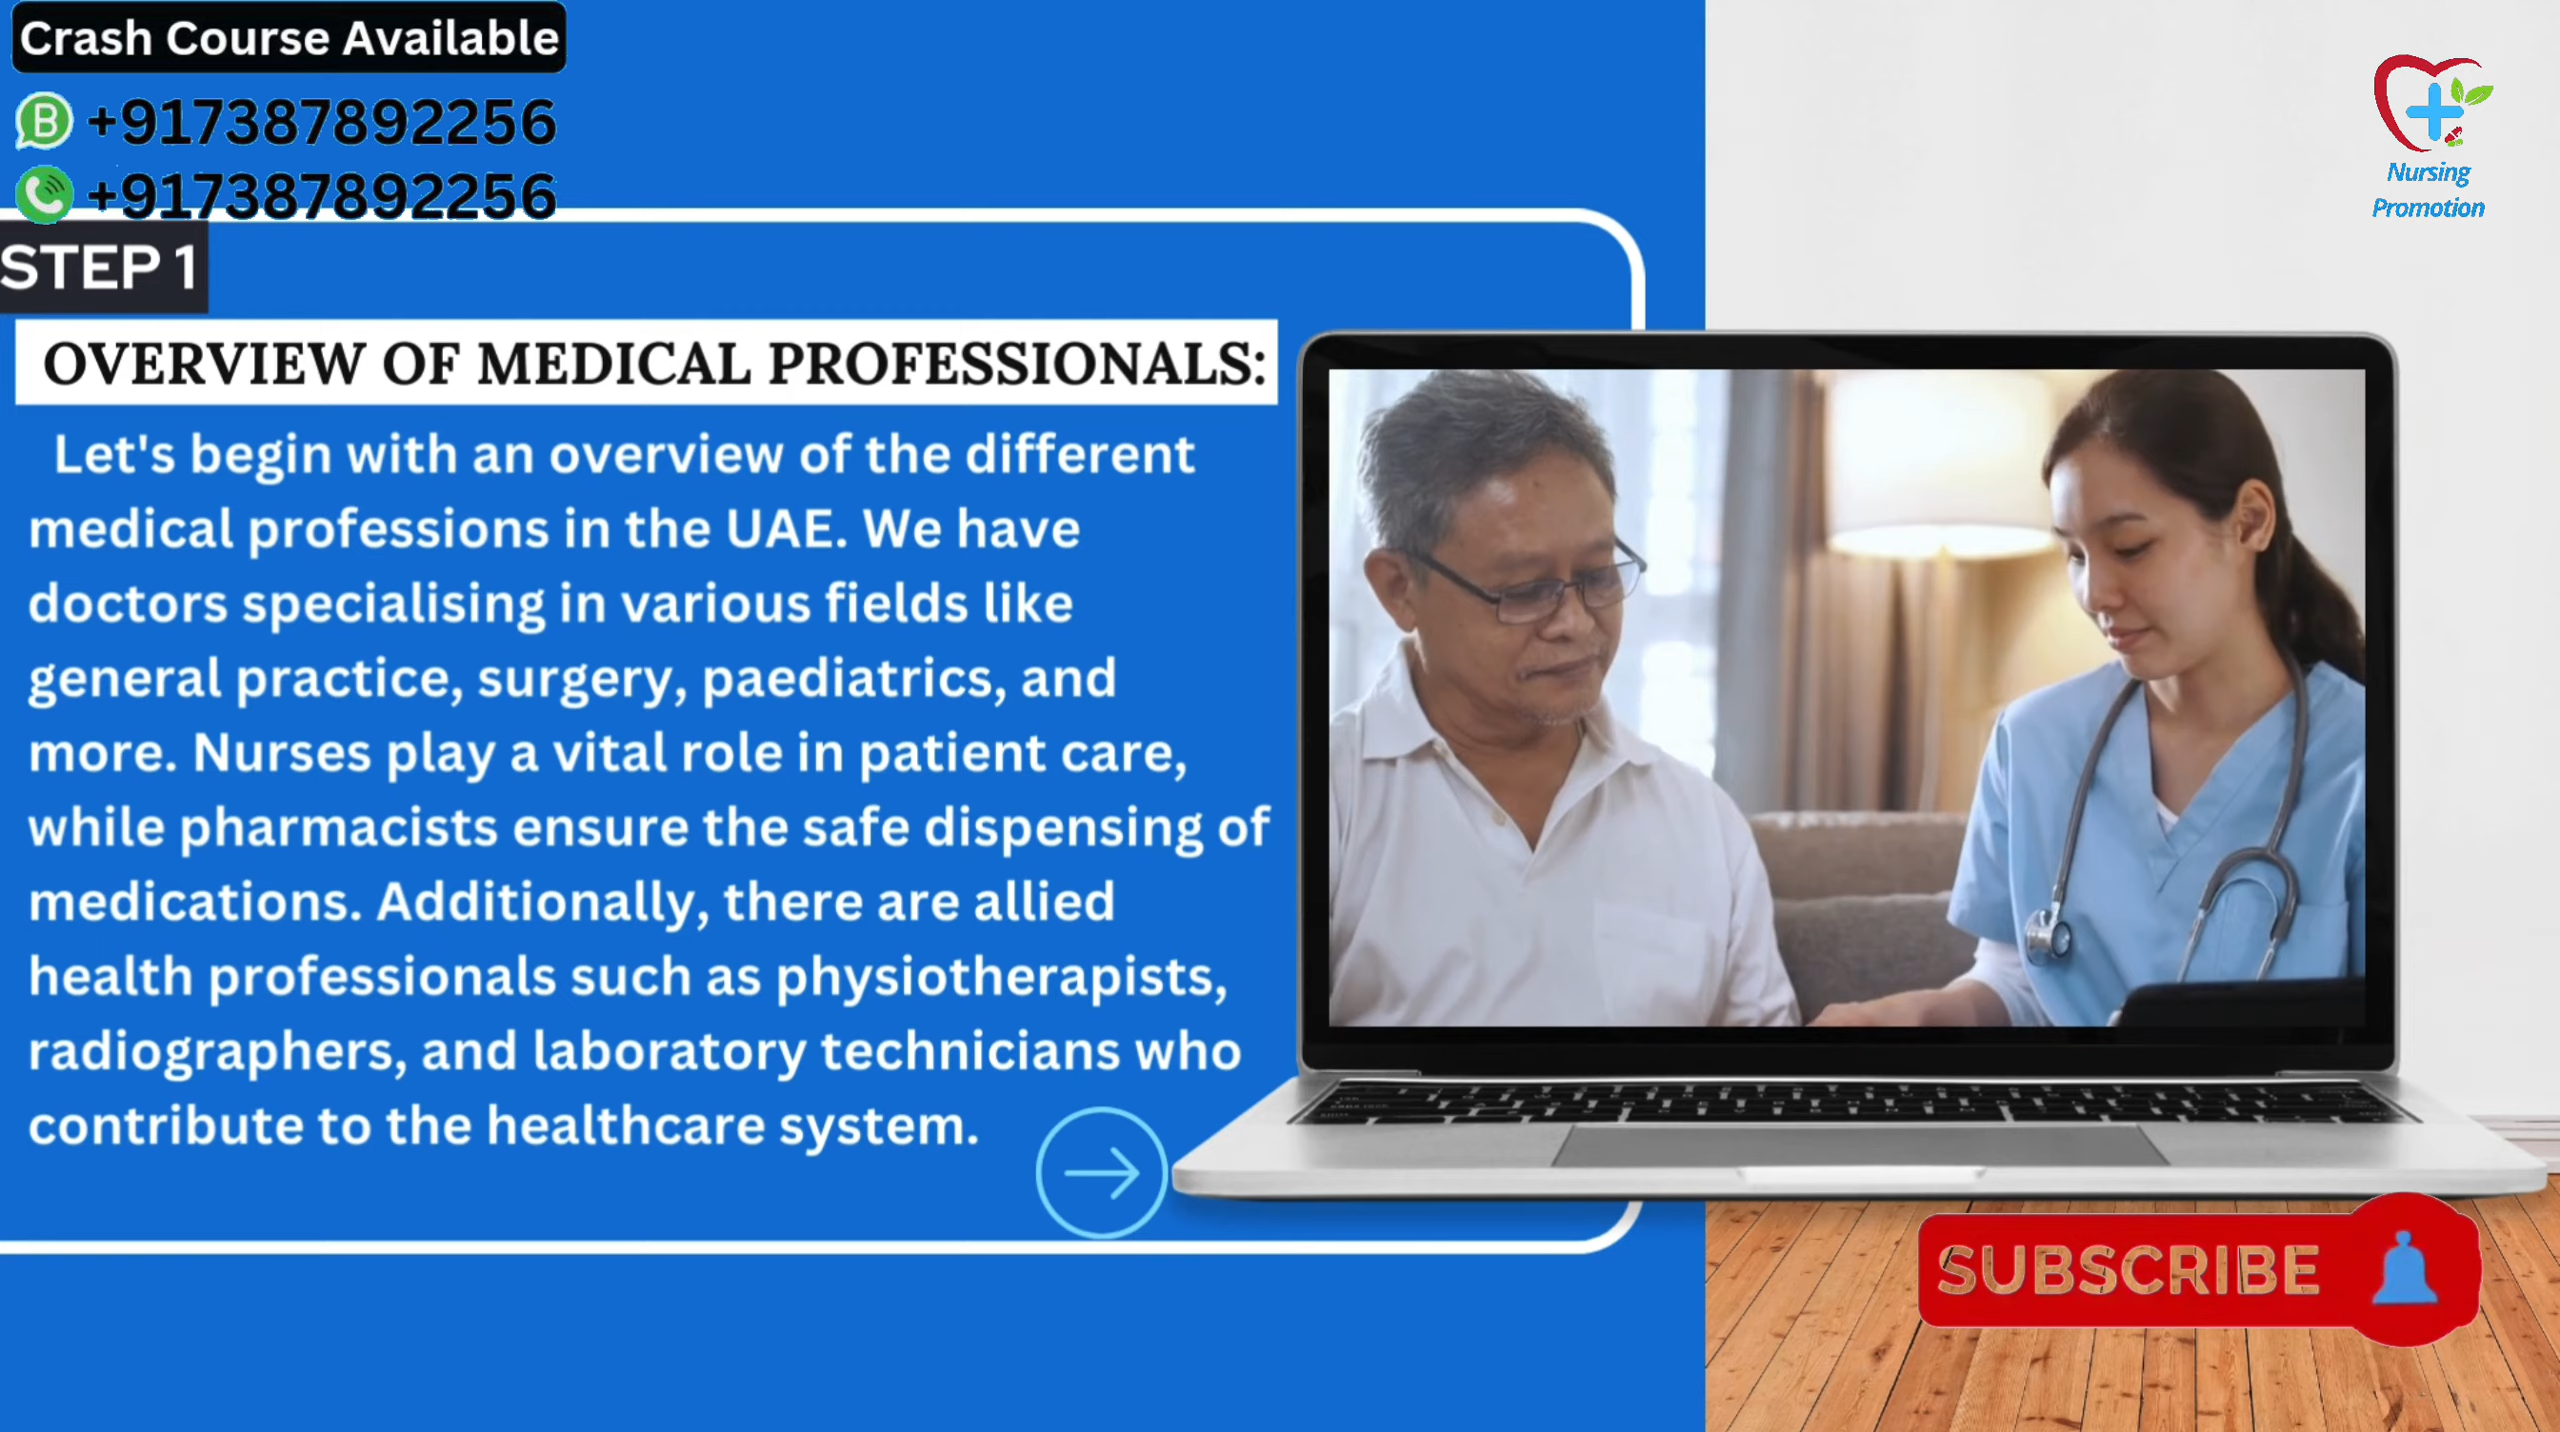 Crash Course Available
+917387892256
+917387892256
Nursing
Promotion
STEP 1
OVERVIEW OF MEDICAL PROFESSIONALS:
Let's begin with an overview of the different
medical professions in the UAE. We have
doctors specialising in various fields like
general practice, surgery, paediatrics, and
more. Nurses play a vital role in patient care,
while pharmacists ensure the safe dispensing of
medications. Additionally, there are allied
health professionals such as physiotherapists,
radiographers, and laboratory technicians who
contribute to the healthcare system.
SUBSCRIBE